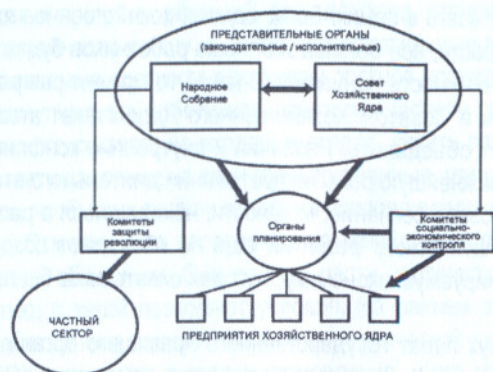 ПРЕДСТАВИТЕЛЬНЫЕ ОРГАНЫ
(законодательные / исполнительные)
Народное
Собрание
Совет
Хозяйственного
Ядра
Комитеты
защиты
революции
Органы
планирования
Комитеты
социально-
экономического
контроля
ЧАСТНЫЙ
СЕКТОР
ПРЕДПРИЯТИЯ ХОЗЯЙСТВЕННОГО ЯДРА